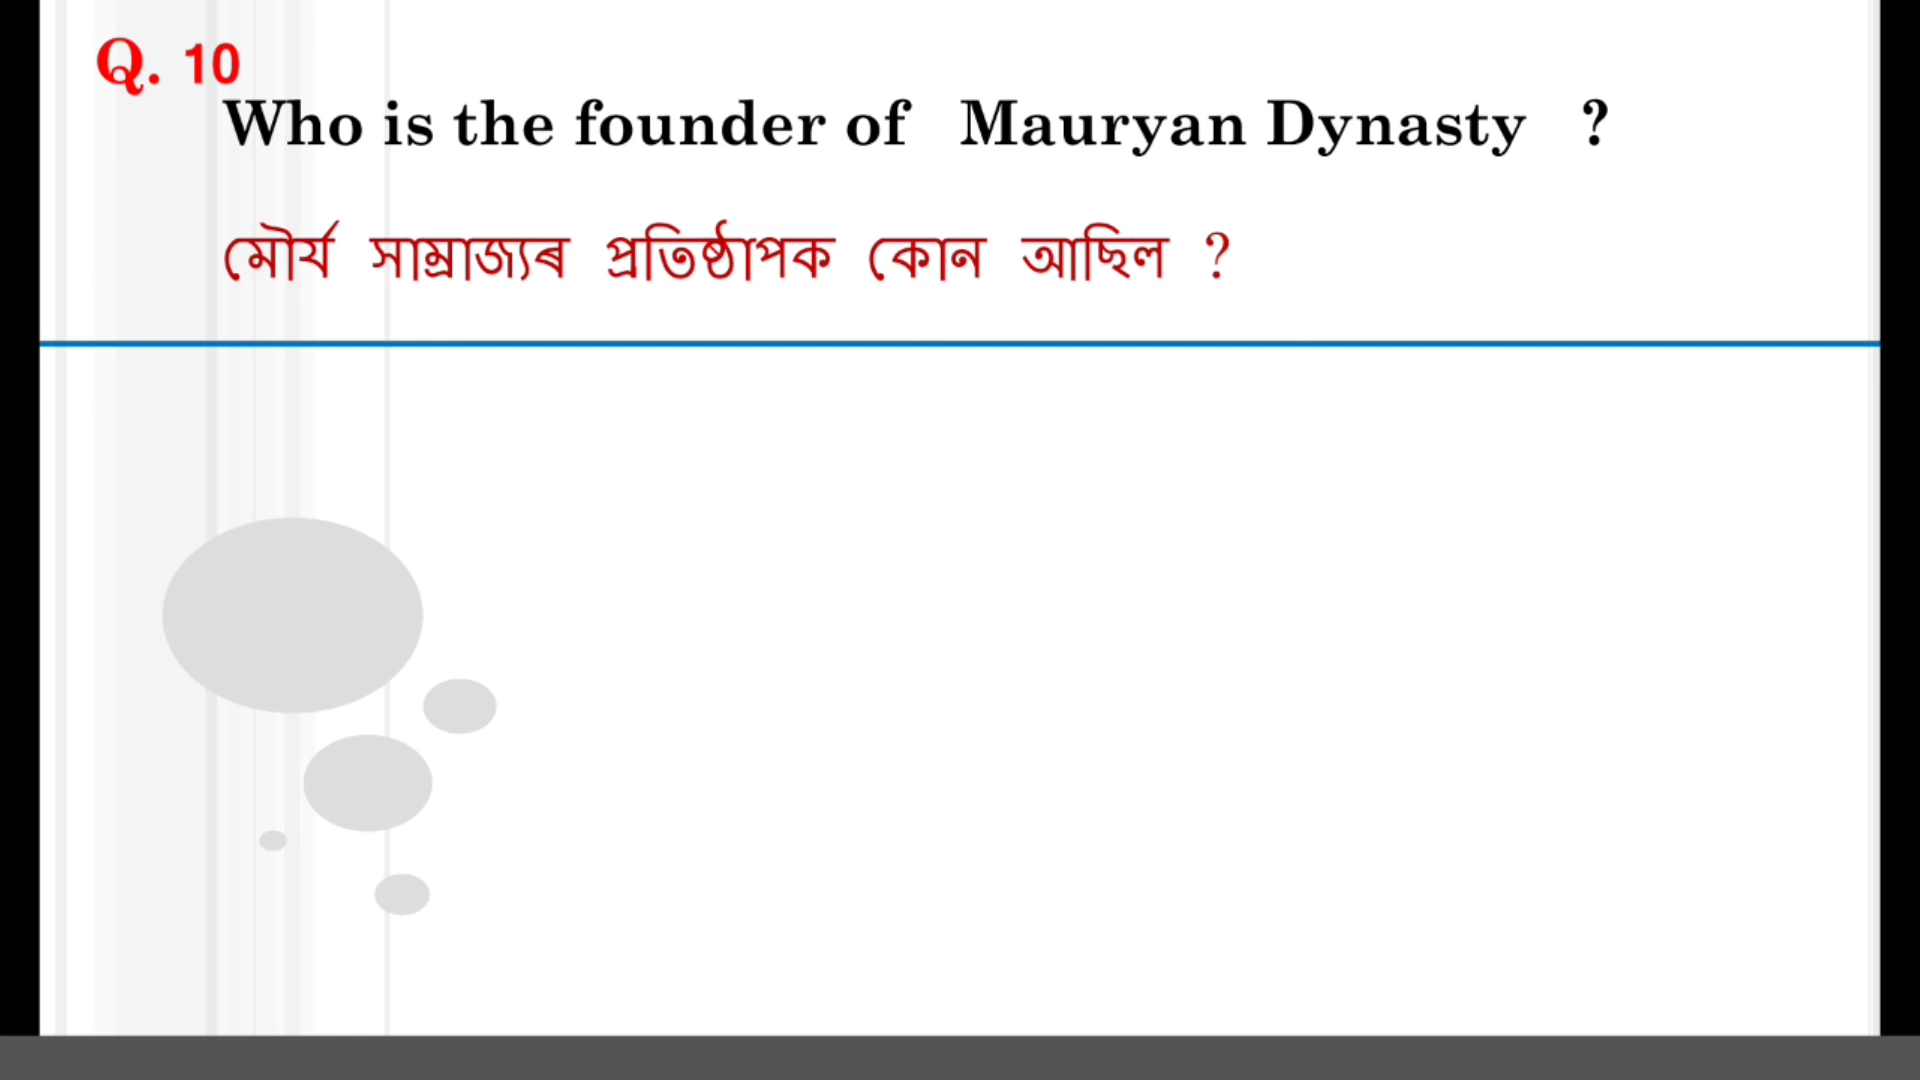 Q. 10
Who is the founder of Mauryan Dynasty ?
মৌৰ্য সাম্ৰাজ্যৰ প্ৰতিষ্ঠাপক কোন আছিল ?